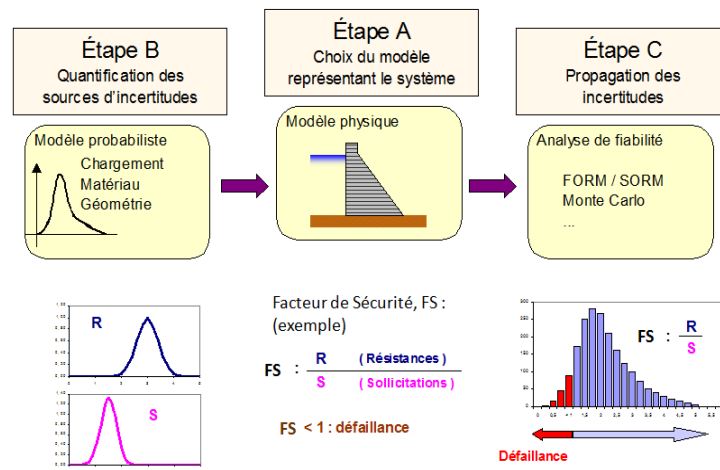 Étape B
Quantification des
sources d'incertitudes
Étape A
Choix du modèle
représentant le système
Étape C
Propagation des
incertitudes
Modèle probabiliste
Chargement
Matériau
Géométrie
Modèle physique
Analyse de fiabilité
FORM / SORM
Monte Carlo
...
R
S
Facteur de Sécurité, FS :
(exemple)
FS : R ( Résistances )
S ( Sollicitations )
FS < 1 : défaillance
FS : R
S
Défaillance